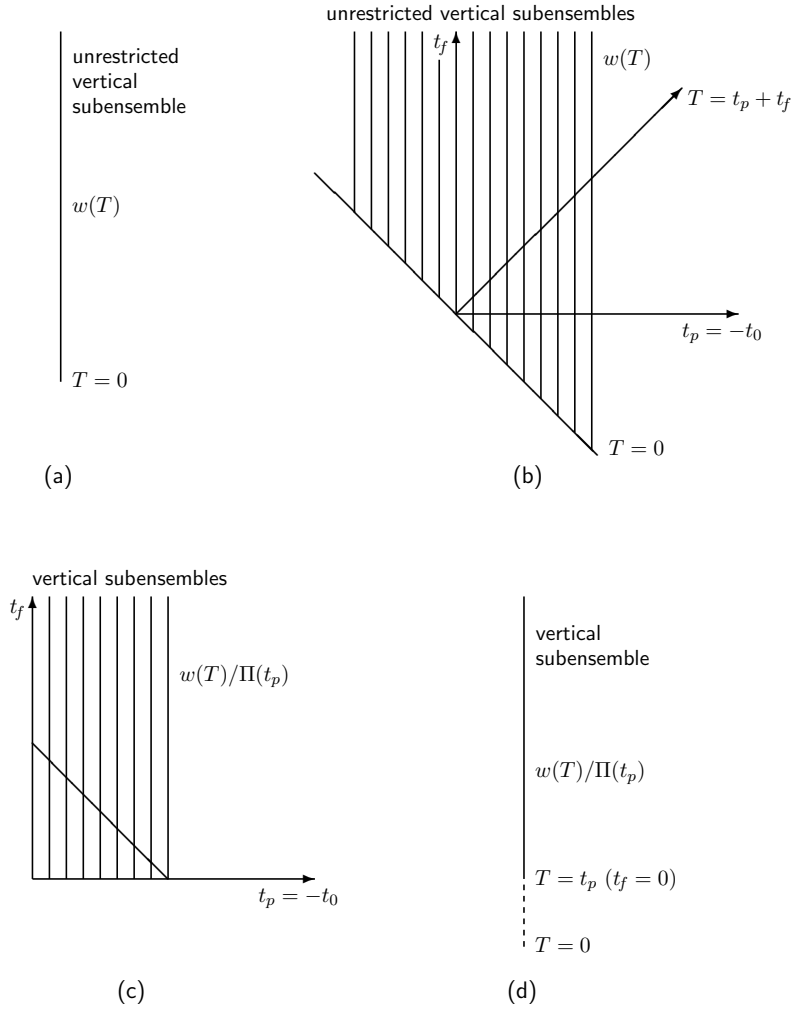 unrestricted
vertical
subensemble
w(T)
T = 0
(a)
unrestricted vertical subensembles
t_f
w(T)
T = t_p + t_f
t_p = −t_0
T = 0
(b)
vertical subensembles
t_f
w(T)/Π(t_p)
t_p = −t_0
(c)
vertical
subensemble
w(T)/Π(t_p)
T = t_p (t_f = 0)
T = 0
(d)